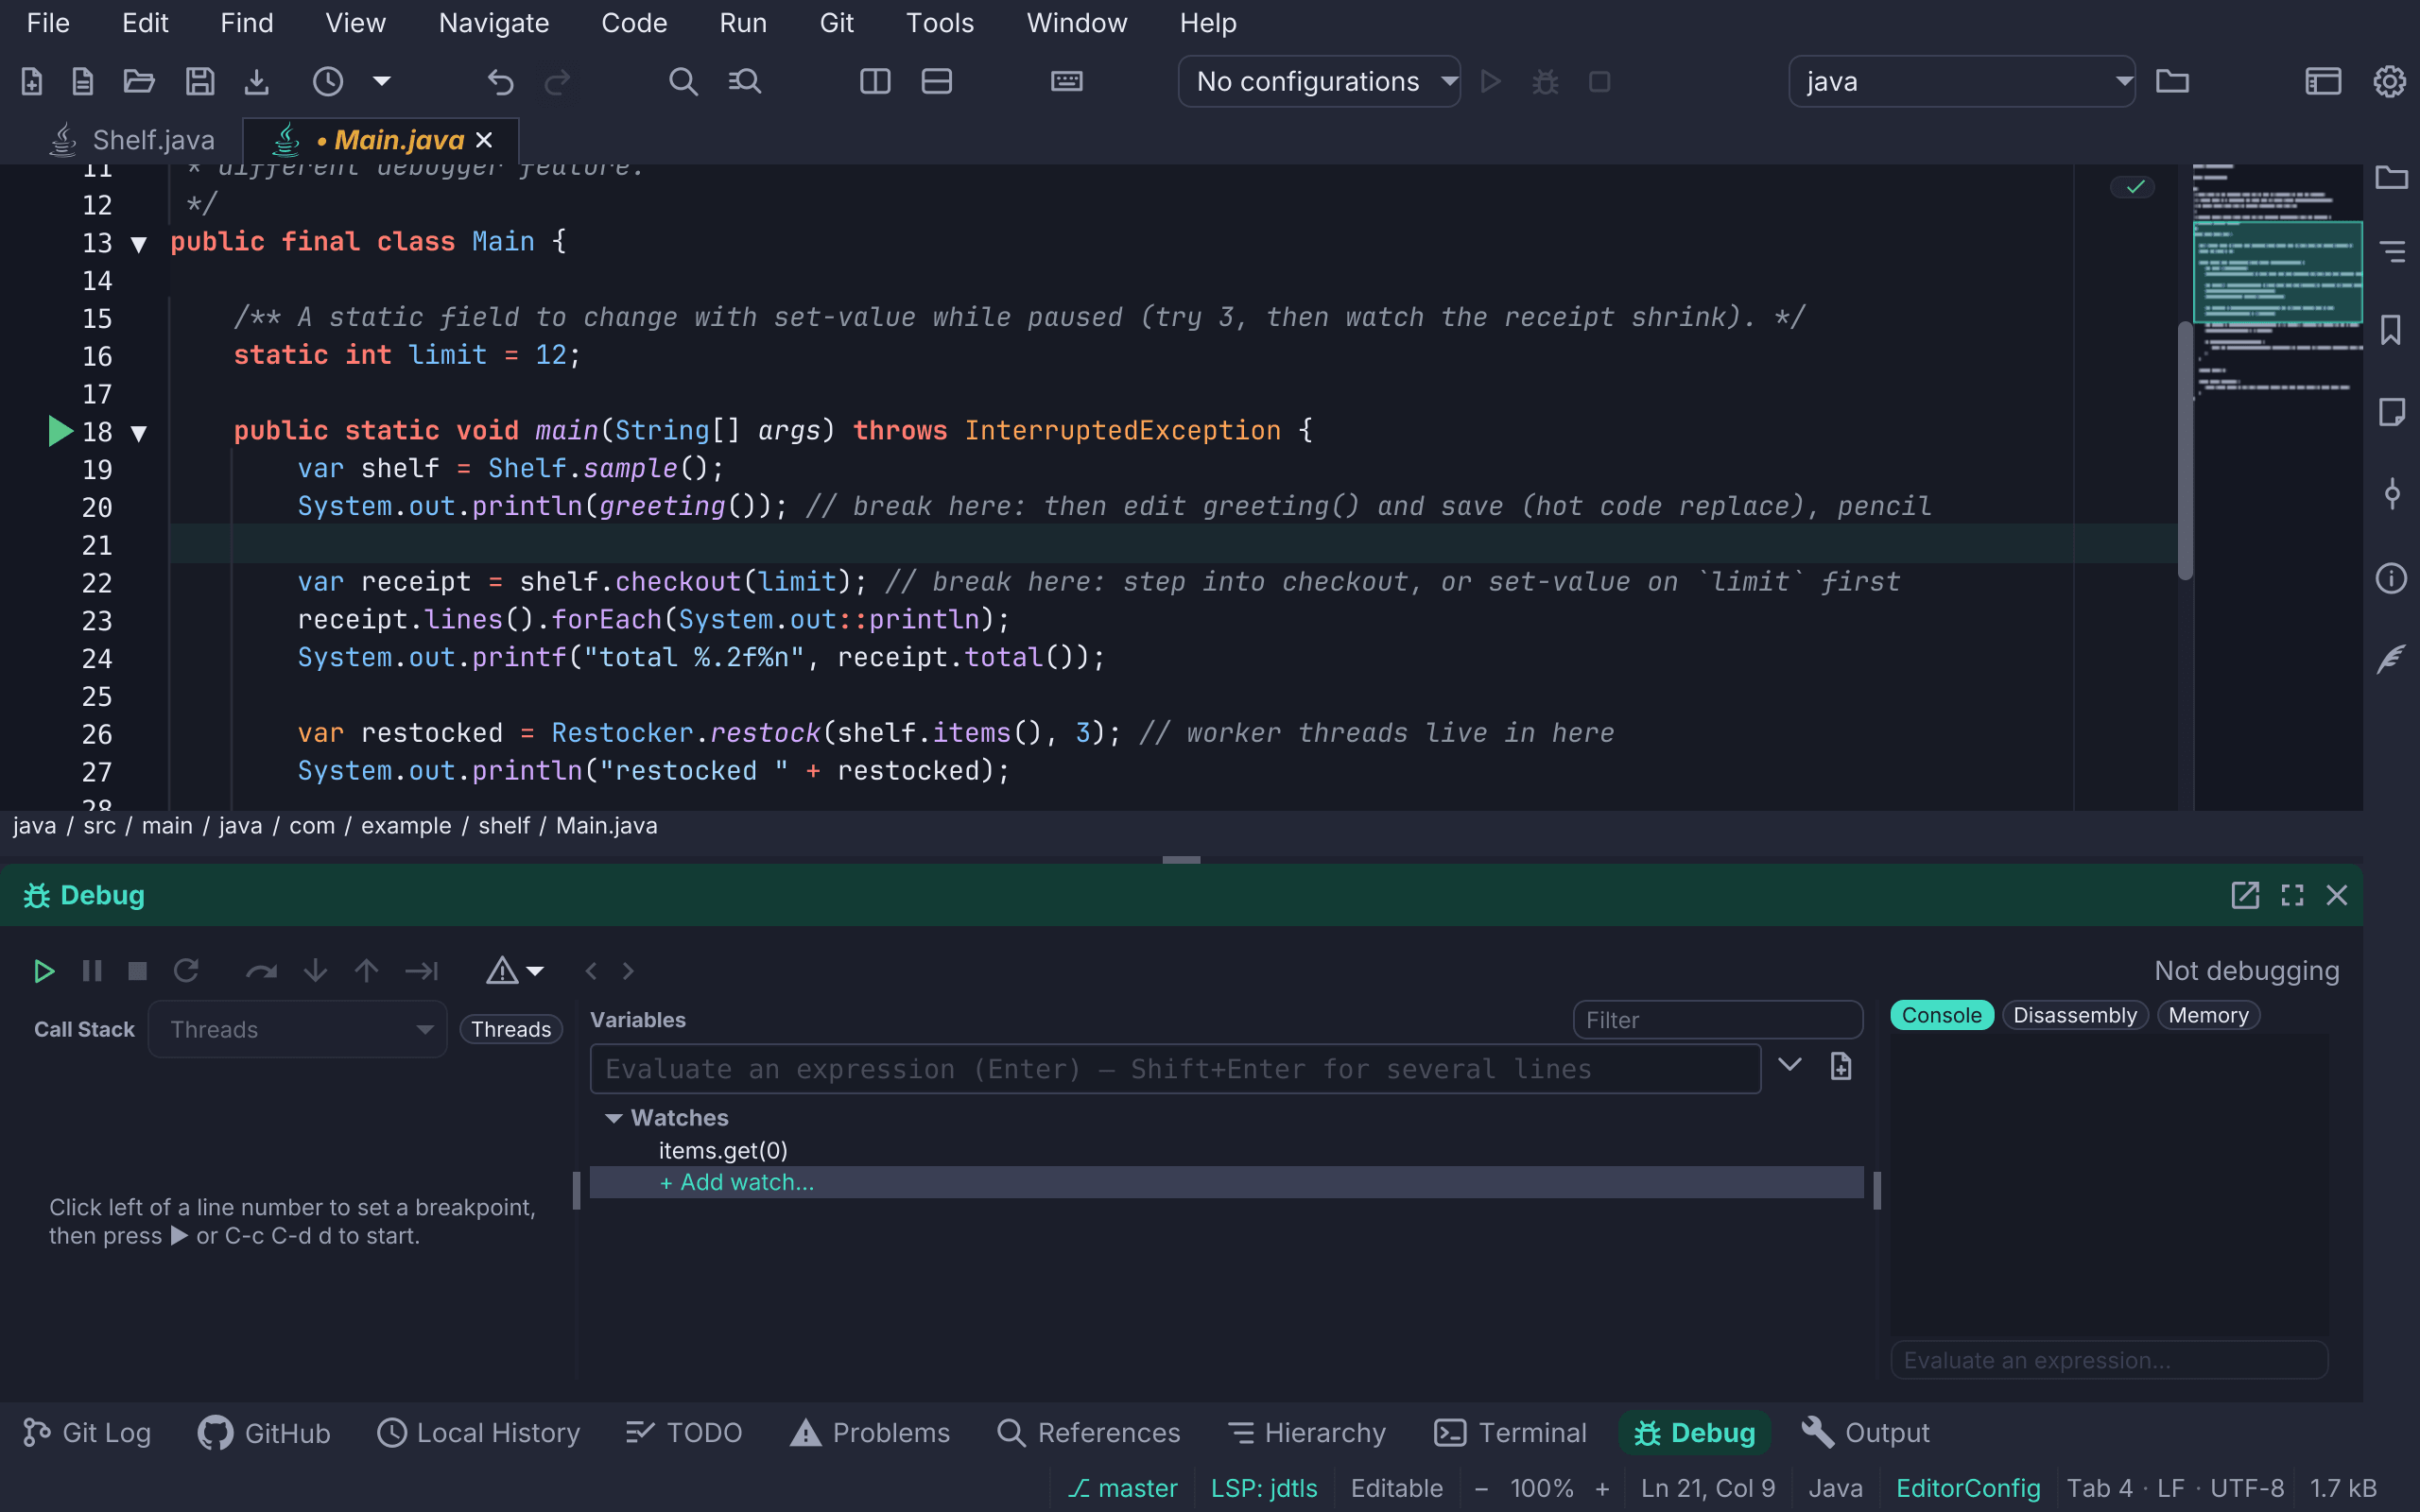 File Edit Find View Navigate Code Run Git Tools Window Help
No configurations java
Shelf.java • Main.java
11 * different debugger feature.
12 */
13 public final class Main {
14
15 /** A static field to change with set-value while paused (try 3, then watch the receipt shrink). */
16 static int limit = 12;
17
18 public static void main(String[] args) throws InterruptedException {
19 var shelf = Shelf.sample();
20 System.out.println(greeting()); // break here: then edit greeting() and save (hot code replace), pencil
21
22 var receipt = shelf.checkout(limit); // break here: step into checkout, or set-value on `limit` first
23 receipt.lines().forEach(System.out::println);
24 System.out.printf("total %.2f%n", receipt.total());
25
26 var restocked = Restocker.restock(shelf.items(), 3); // worker threads live in here
27 System.out.println("restocked " + restocked);
28
java / src / main / java / com / example / shelf / Main.java
Debug
Not debugging
Call Stack Threads Threads
Click left of a line number to set a breakpoint,
then press ▶ or C-c C-d d to start.
Variables Filter
Evaluate an expression (Enter) – Shift+Enter for several lines
Watches
items.get(0)
+ Add watch...
Console Disassembly Memory
Evaluate an expression...
Git Log GitHub Local History TODO Problems References Hierarchy Terminal Debug Output
master LSP: jdtls Editable – 100% + Ln 21, Col 9 Java EditorConfig Tab 4 · LF · UTF-8 1.7 kB